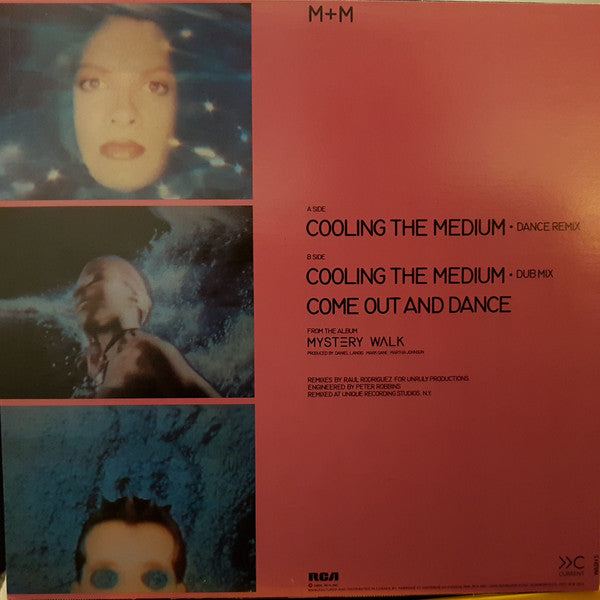 M+M
A SIDE
COOLING THE MEDIUM • DANCE REMIX
B SIDE
COOLING THE MEDIUM • DUB MIX
COME OUT AND DANCE
FROM THE ALBUM
MYSTERY WALK
PRODUCED BY DANIEL LANOIS MARK GANE MARTHA JOHNSON
REMIXES BY RAUL RODRIGUEZ FOR UNRULY PRODUCTIONS
ENGINEERED BY PETER ROBBINS
REMIXED AT UNIQUE RECORDING STUDIOS, N.Y.
RCA
CURRENT